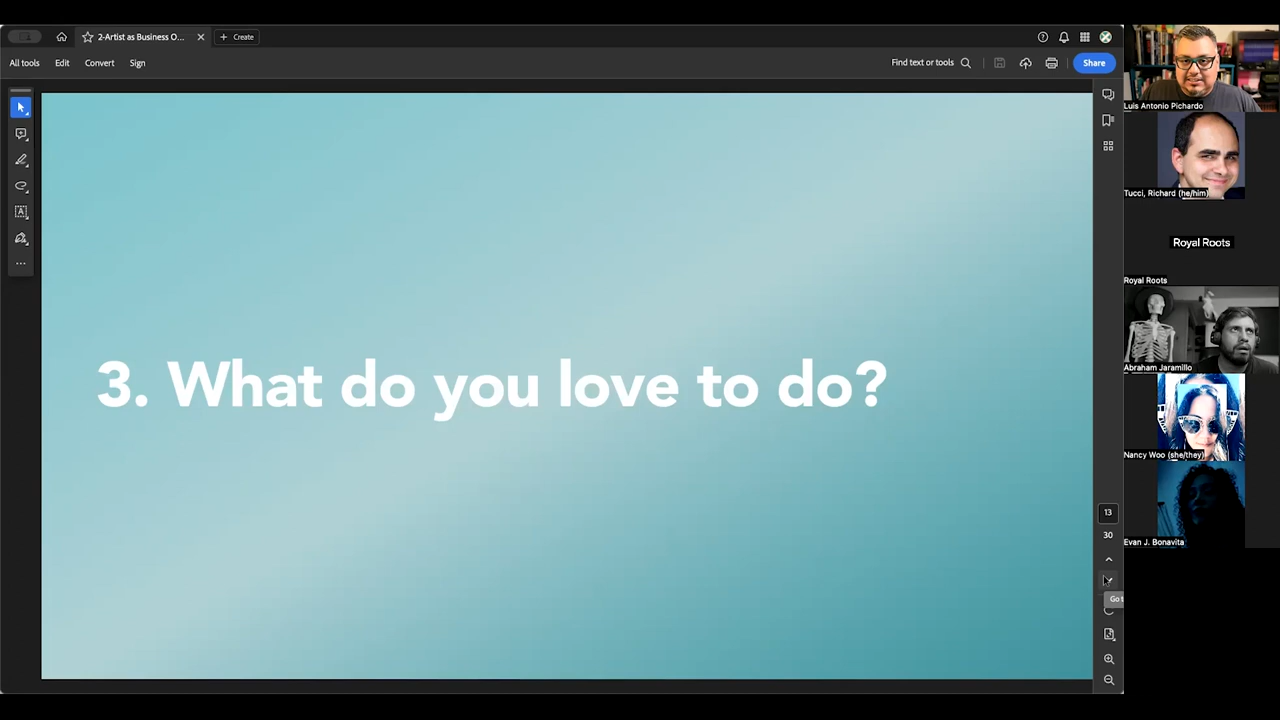 2-Artist as Business O...
Create
All tools
Edit
Convert
Sign
Find text or tools
Share
3. What do you love to do?
13
30
Luis Antonio Pichardo
Tucci, Richard (he/him)
Royal Roots
Royal Roots
Abraham Jaramillo
Nancy Woo (she/they)
Evan J. Bonavita